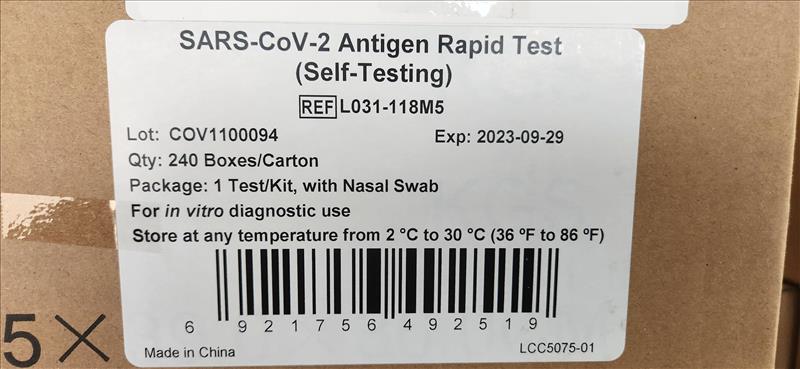 SARS-CoV-2 Antigen Rapid Test
(Self-Testing)
REF L031-118M5
Lot: COV1100094 Exp: 2023-09-29
Qty: 240 Boxes/Carton
Package: 1 Test/Kit, with Nasal Swab
For in vitro diagnostic use
Store at any temperature from 2 ºC to 30 ºC (36 ºF to 86 ºF)
6 921756 492519
Made in China LCC5075-01
5×